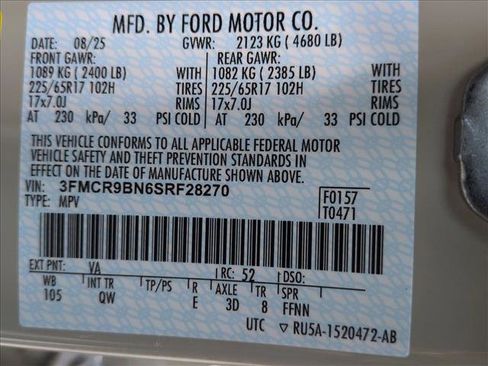 MFD. BY FORD MOTOR CO.
DATE: 08/25 GVWR: 2123 KG ( 4680 LB)
FRONT GAWR: REAR GAWR:
1089 KG ( 2400 LB) WITH 1082 KG ( 2385 LB) WITH
225/65R17 102H TIRES 225/65R17 102H TIRES
17x7.0J RIMS 17x7.0J RIMS
AT 230 kPa/ 33 PSI COLD AT 230 kPa/ 33 PSI COLD
THIS VEHICLE CONFORMS TO ALL APPLICABLE FEDERAL MOTOR
VEHICLE SAFETY AND THEFT PREVENTION STANDARDS IN
EFFECT ON THE DATE OF MANUFACTURE SHOWN ABOVE.
VIN: 3FMCR9BN6SRF28270 F0157
TYPE: MPV T0471
EXT PNT: VA RC: 52 DSO:
WB INT TR TP/PS R AXLE TR SPR
105 QW E 3D 8 FFNN
UTC ▽ RU5A-1520472-AB